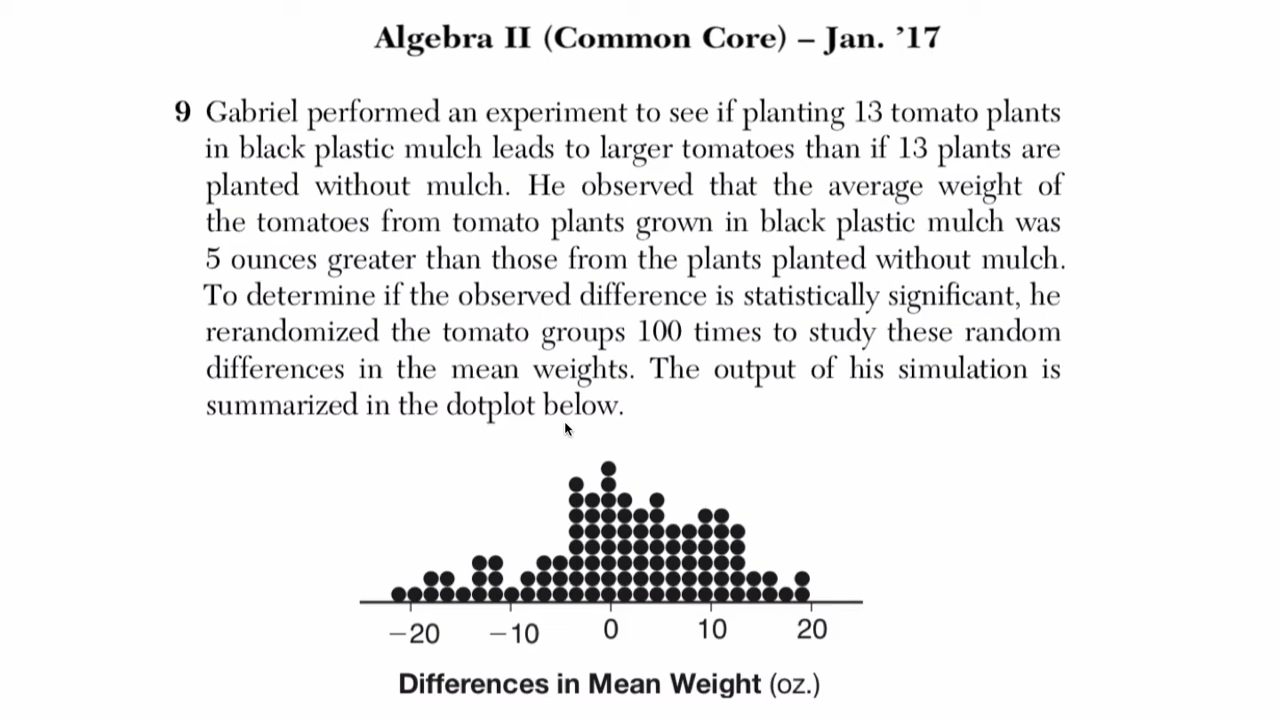 Algebra II (Common Core) – Jan. ’17
9 Gabriel performed an experiment to see if planting 13 tomato plants
in black plastic mulch leads to larger tomatoes than if 13 plants are
planted without mulch. He observed that the average weight of
the tomatoes from tomato plants grown in black plastic mulch was
5 ounces greater than those from the plants planted without mulch.
To determine if the observed difference is statistically significant, he
rerandomized the tomato groups 100 times to study these random
differences in the mean weights. The output of his simulation is
summarized in the dotplot below.
−20 −10 0 10 20
Differences in Mean Weight (oz.)